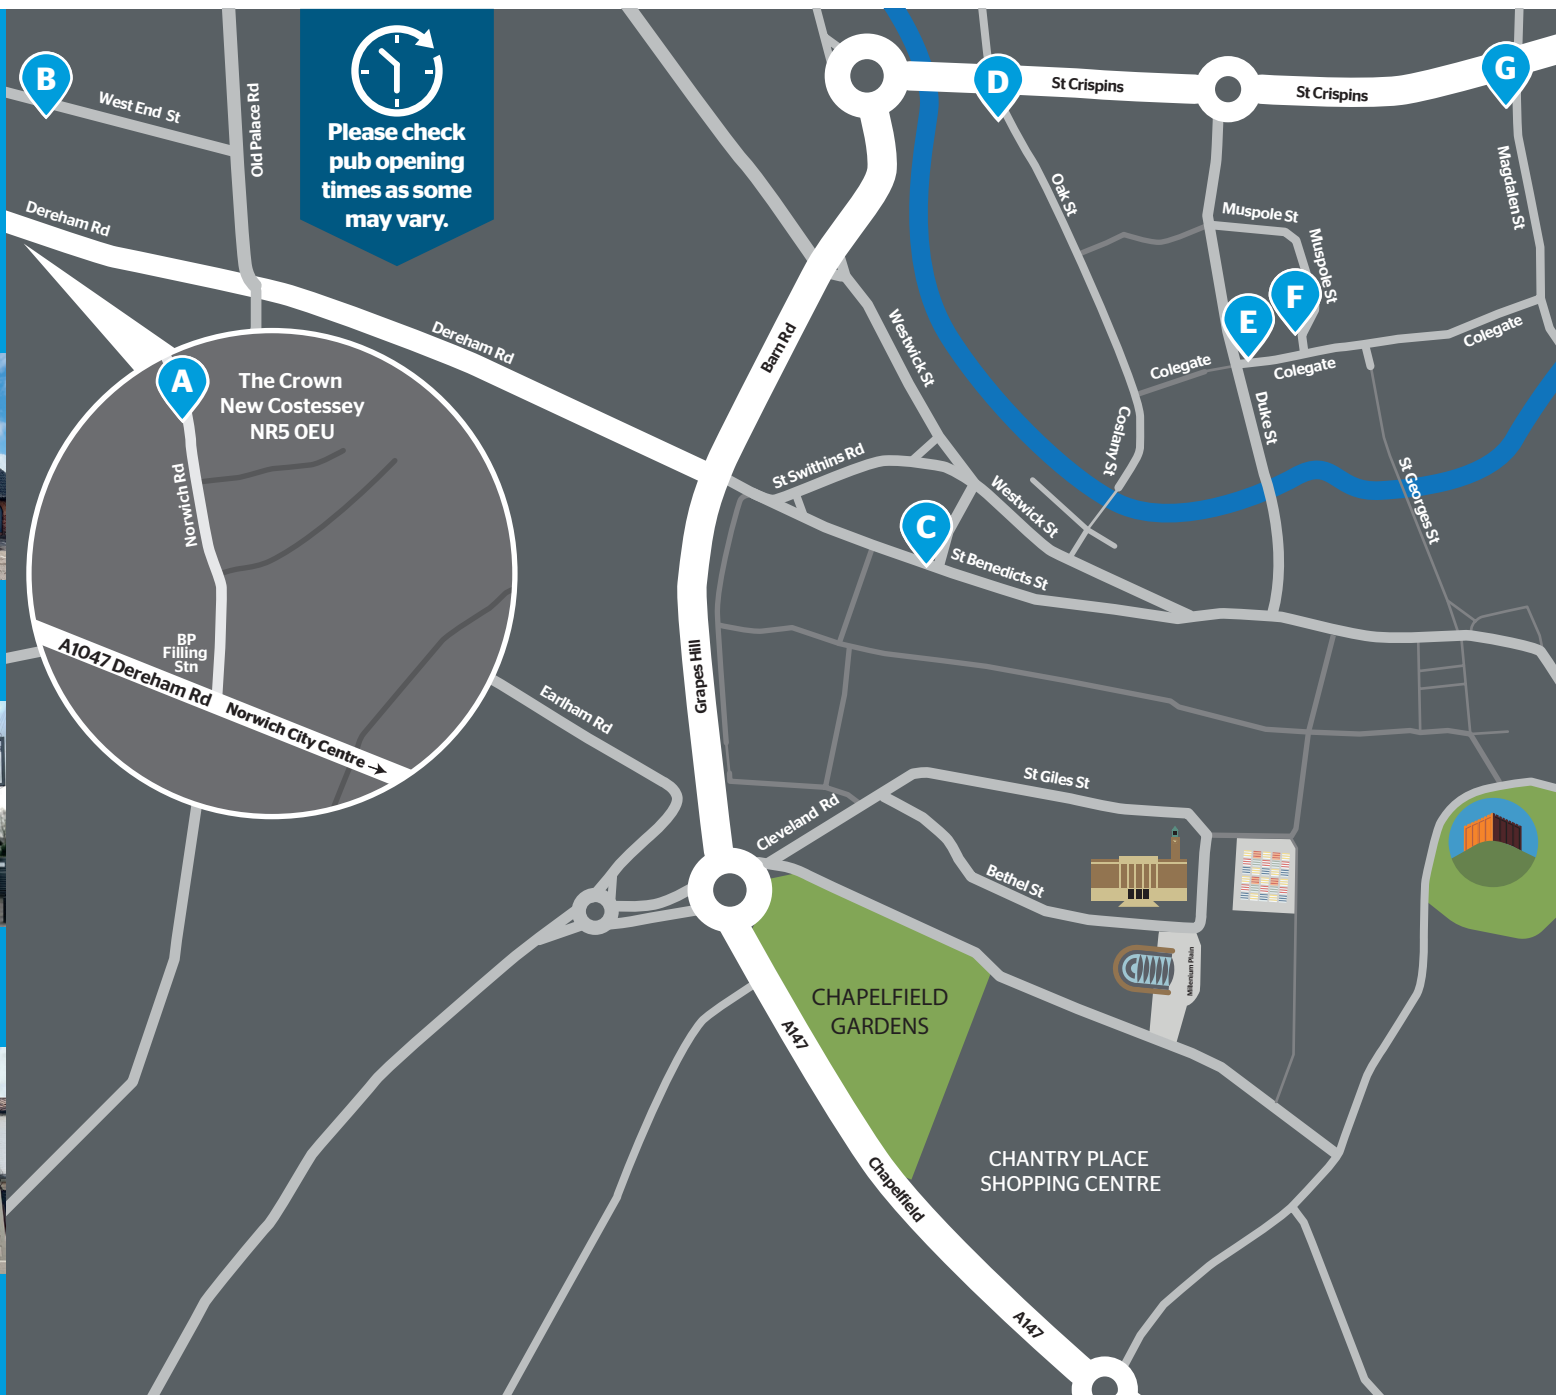 B
West End St
Old Palace Rd
Please check
pub opening
times as some
may vary.
D
St Crispins
St Crispins
G
Dereham Rd
Oak St
Magdalen St
Muspole St
Muspole St
F
E
Dereham Rd
Barn Rd
Westwick St
Colegate
Colegate
Colegate
Duke St
A
The Crown
New Costessey
NR5 0EU
Norwich Rd
BP
Filling
Stn
A1047 Dereham Rd
Norwich City Centre →
St Swithins Rd
Coslany St
Westwick St
St Georges St
C
St Benedicts St
Grapes Hill
Earlham Rd
Cleveland Rd
St Giles St
Bethel St
Millenium Plain
CHAPELFIELD
GARDENS
A147
Chapelfield
CHANTRY PLACE
SHOPPING CENTRE
A147